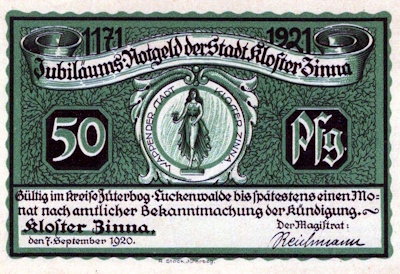 1171 1921
Jubiläums-Notgeld der Stadt Kloster Zinna
WAPPEN DER STADT KLOSTER ZINNA
50 Pfg.
Gültig im Kreise Jüterbog-Luckenwalde bis spätestens einen Mo-
nat nach amtlicher Bekanntmachung der Kündigung.
Kloster Zinna, Der Magistrat:
den 7. September 1920.
A. Stock, Jüterbog.